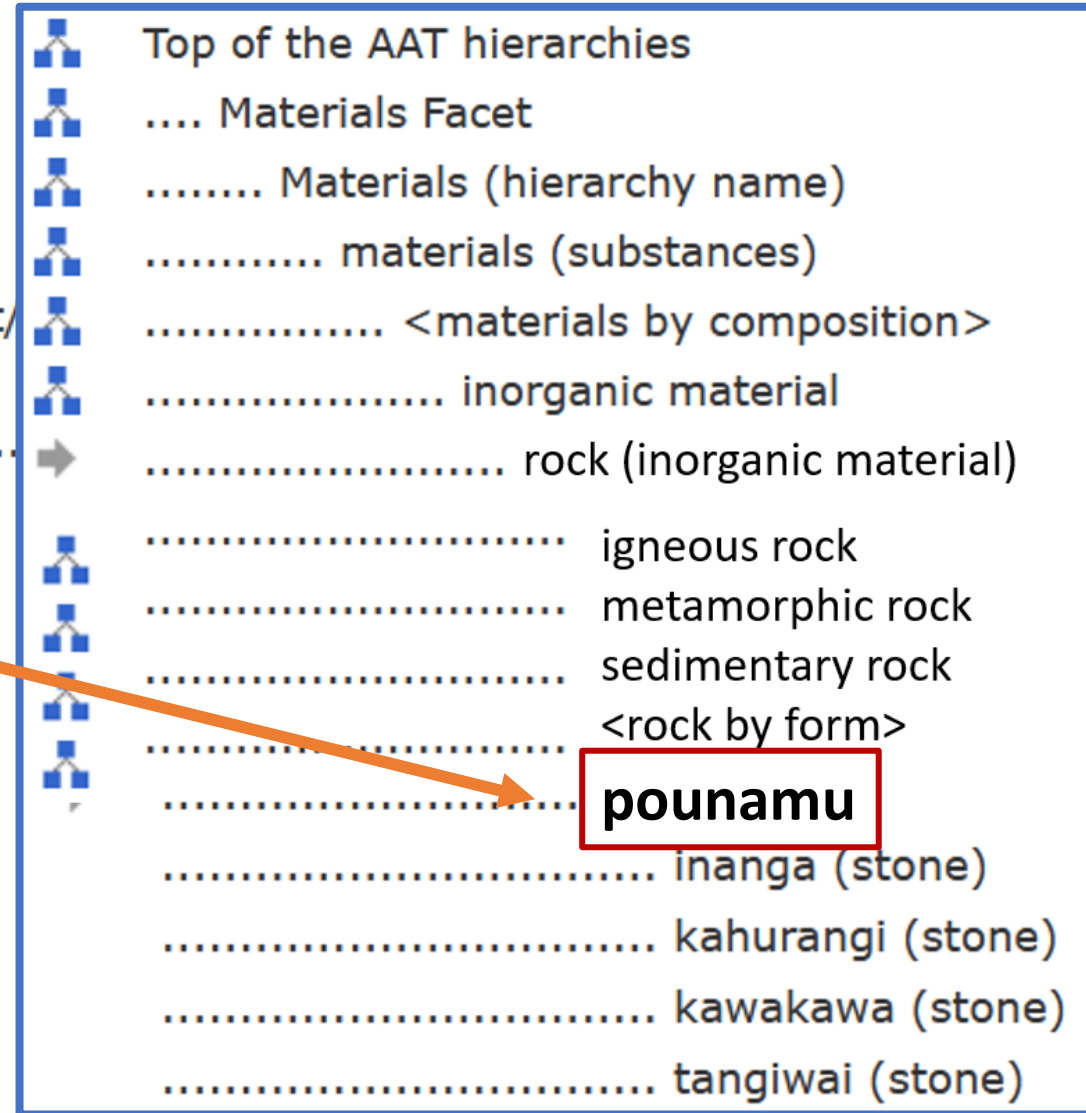 Top of the AAT hierarchies
.... Materials Facet
........ Materials (hierarchy name)
............ materials (substances)
................ <materials by composition>
.................... inorganic material
........................ rock (inorganic material)
............................ igneous rock
............................ metamorphic rock
............................ sedimentary rock
............................ <rock by form>
............................ pounamu
................................ inanga (stone)
................................ kahurangi (stone)
................................ kawakawa (stone)
................................ tangiwai (stone)